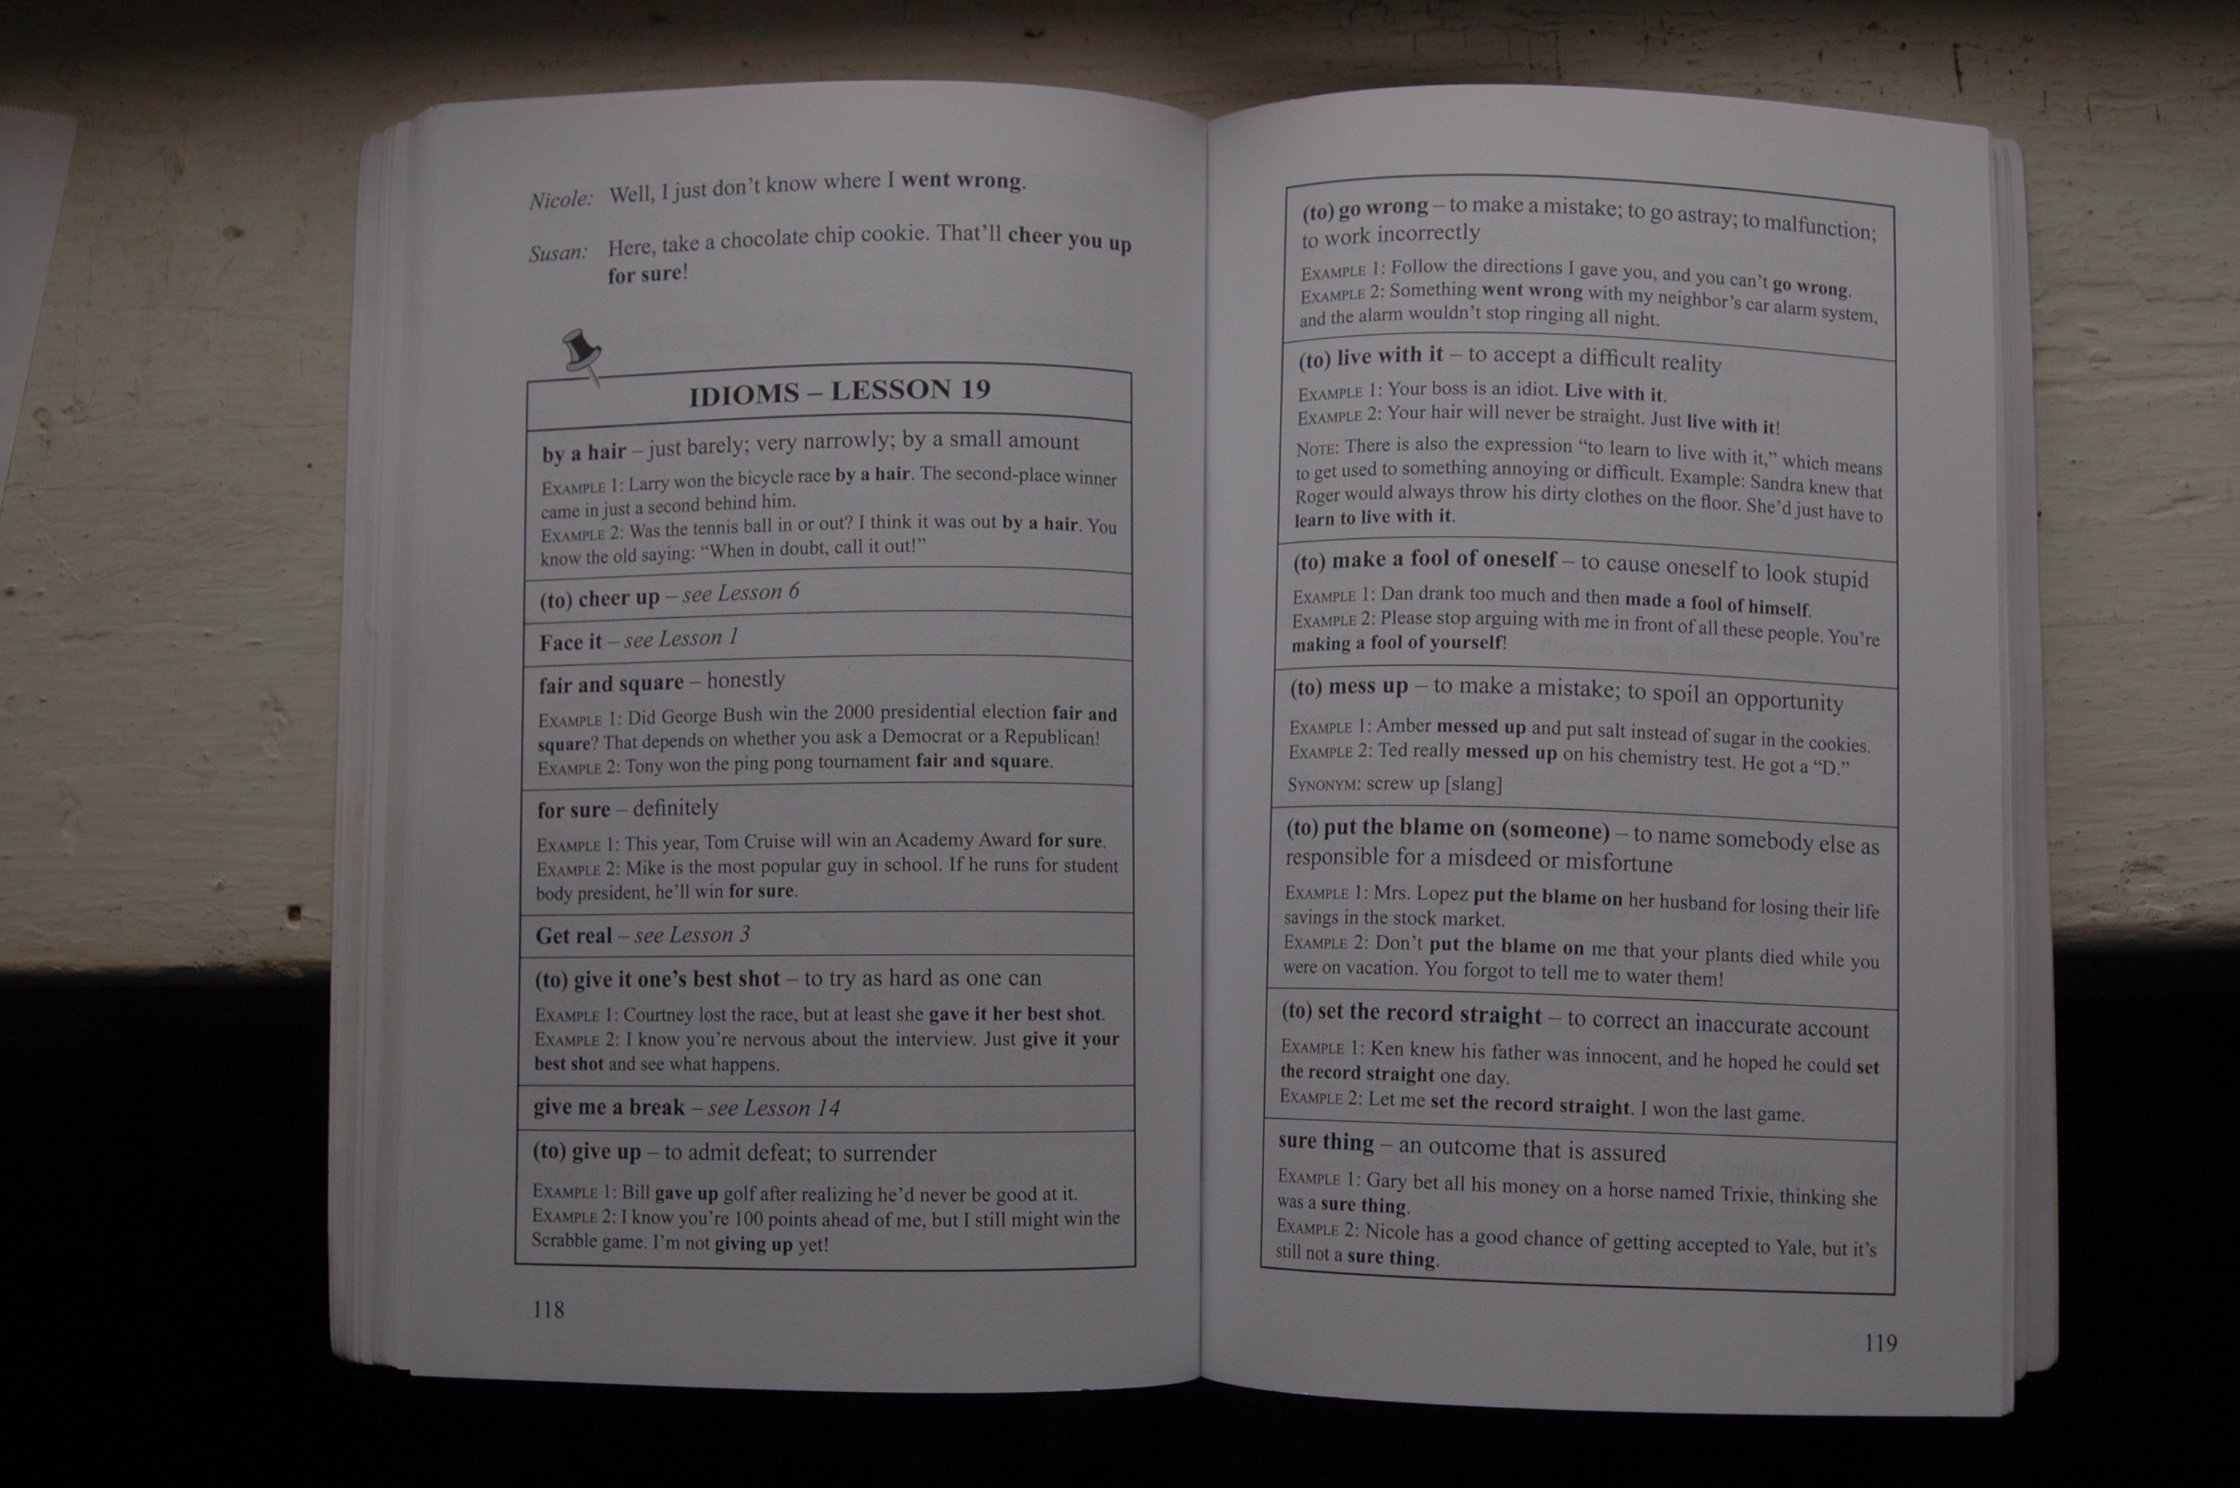 Nicole: Well, I just don't know where I went wrong.
Susan: Here, take a chocolate chip cookie. That'll cheer you up
for sure!
IDIOMS – LESSON 19
by a hair – just barely; very narrowly; by a small amount
EXAMPLE 1: Larry won the bicycle race by a hair. The second-place winner
came in just a second behind him.
EXAMPLE 2: Was the tennis ball in or out? I think it was out by a hair. You
know the old saying: “When in doubt, call it out!”
(to) cheer up – see Lesson 6
Face it – see Lesson 1
fair and square – honestly
EXAMPLE 1: Did George Bush win the 2000 presidential election fair and
square? That depends on whether you ask a Democrat or a Republican!
EXAMPLE 2: Tony won the ping pong tournament fair and square.
for sure – definitely
EXAMPLE 1: This year, Tom Cruise will win an Academy Award for sure.
EXAMPLE 2: Mike is the most popular guy in school. If he runs for student
body president, he'll win for sure.
Get real – see Lesson 3
(to) give it one's best shot – to try as hard as one can
EXAMPLE 1: Courtney lost the race, but at least she gave it her best shot.
EXAMPLE 2: I know you're nervous about the interview. Just give it your
best shot and see what happens.
give me a break – see Lesson 14
(to) give up – to admit defeat; to surrender
EXAMPLE 1: Bill gave up golf after realizing he'd never be good at it.
EXAMPLE 2: I know you're 100 points ahead of me, but I still might win the
Scrabble game. I'm not giving up yet!
118
(to) go wrong – to make a mistake; to go astray; to malfunction;
to work incorrectly
EXAMPLE 1: Follow the directions I gave you, and you can't go wrong.
EXAMPLE 2: Something went wrong with my neighbor's car alarm system,
and the alarm wouldn't stop ringing all night.
(to) live with it – to accept a difficult reality
EXAMPLE 1: Your boss is an idiot. Live with it.
EXAMPLE 2: Your hair will never be straight. Just live with it!
NOTE: There is also the expression “to learn to live with it,” which means
to get used to something annoying or difficult. Example: Sandra knew that
Roger would always throw his dirty clothes on the floor. She'd just have to
learn to live with it.
(to) make a fool of oneself – to cause oneself to look stupid
EXAMPLE 1: Dan drank too much and then made a fool of himself.
EXAMPLE 2: Please stop arguing with me in front of all these people. You're
making a fool of yourself!
(to) mess up – to make a mistake; to spoil an opportunity
EXAMPLE 1: Amber messed up and put salt instead of sugar in the cookies.
EXAMPLE 2: Ted really messed up on his chemistry test. He got a “D.”
SYNONYM: screw up [slang]
(to) put the blame on (someone) – to name somebody else as
responsible for a misdeed or misfortune
EXAMPLE 1: Mrs. Lopez put the blame on her husband for losing their life
savings in the stock market.
EXAMPLE 2: Don't put the blame on me that your plants died while you
were on vacation. You forgot to tell me to water them!
(to) set the record straight – to correct an inaccurate account
EXAMPLE 1: Ken knew his father was innocent, and he hoped he could set
the record straight one day.
EXAMPLE 2: Let me set the record straight. I won the last game.
sure thing – an outcome that is assured
EXAMPLE 1: Gary bet all his money on a horse named Trixie, thinking she
was a sure thing.
EXAMPLE 2: Nicole has a good chance of getting accepted to Yale, but it's
still not a sure thing.
119